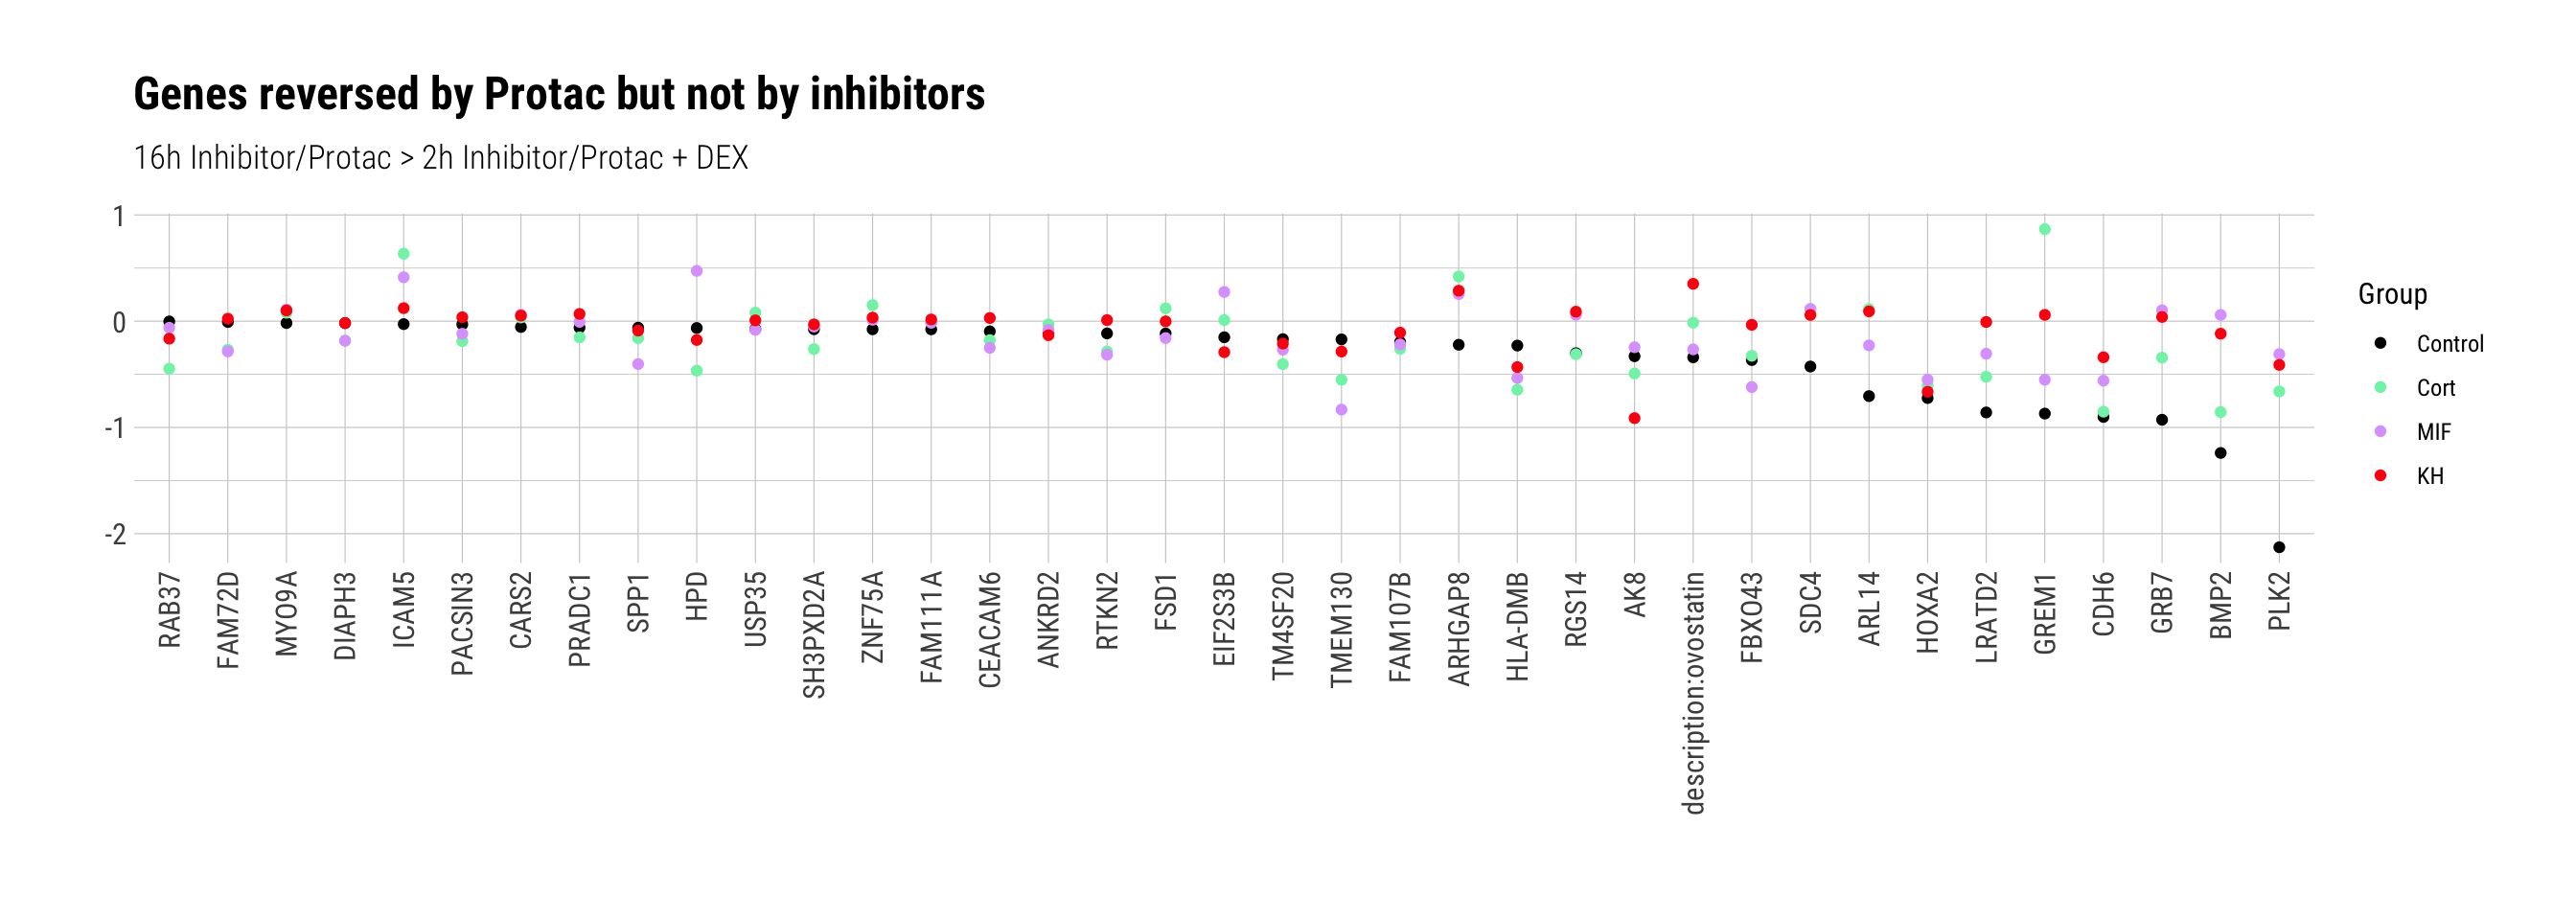 Genes reversed by Protac but not by inhibitors
16h Inhibitor/Protac > 2h Inhibitor/Protac + DEX
1
0
-1
-2
RAB37
FAM72D
MYO9A
DIAPH3
ICAM5
PACSIN3
CARS2
PRADC1
SPP1
HPD
USP35
SH3PXD2A
ZNF75A
FAM111A
CEACAM6
ANKRD2
RTKN2
FSD1
EIF2S3B
TM4SF20
TMEM130
FAM107B
ARHGAP8
HLA-DMB
RGS14
AK8
description:ovostatin
FBXO43
SDC4
ARL14
HOXA2
LRATD2
GREM1
CDH6
GRB7
BMP2
PLK2
Group
Control
Cort
MIF
KH